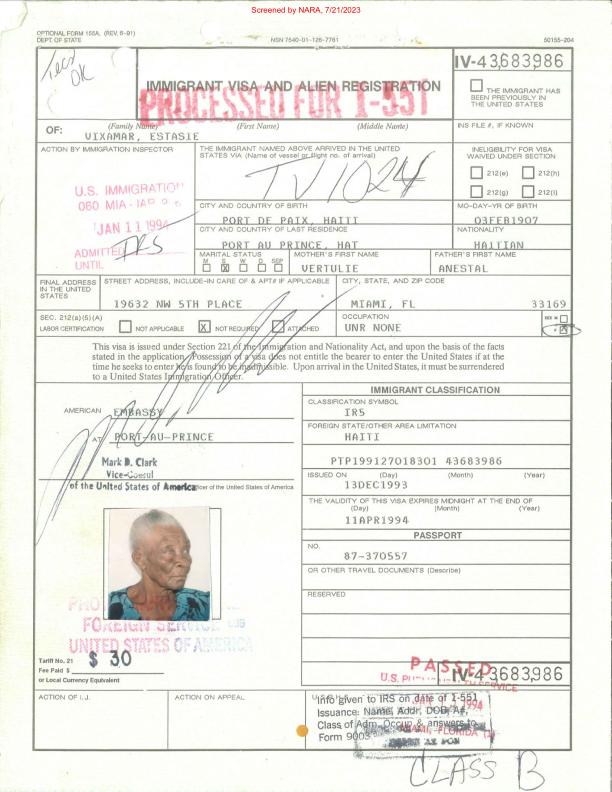 Screened by NARA, 7/21/2023
OPTIONAL FORM 155A, (REV. 6-91)
DEPT. OF STATE
NSN 7540-01-126-7761
50155-204
Tecs
OK
IV-43683986
IMMIGRANT VISA AND ALIEN REGISTRATION
PROCESSED FOR I-551
THE IMMIGRANT HAS
BEEN PREVIOUSLY IN
THE UNITED STATES
OF:
(Family Name) (First Name) (Middle Name)
VIXAMAR, ESTASIE
INS FILE #, IF KNOWN
ACTION BY IMMIGRATION INSPECTOR
U.S. IMMIGRATION
060 MIA
JAN 11 1994
ADMITTED IR5
UNTIL
THE IMMIGRANT NAMED ABOVE ARRIVED IN THE UNITED
STATES VIA (Name of vessel or flight no. of arrival)
INELIGIBILITY FOR VISA
WAIVED UNDER SECTION
212(e) 212(h)
212(g) 212(i)
CITY AND COUNTRY OF BIRTH
PORT DE PAIX, HAITI
MO-DAY-YR OF BIRTH
03FEB1907
CITY AND COUNTRY OF LAST RESIDENCE
PORT AU PRINCE, HAT
NATIONALITY
HAITIAN
MARITAL STATUS
M S W D SEP
X
MOTHER'S FIRST NAME
VERTULIE
FATHER'S FIRST NAME
ANESTAL
FINAL ADDRESS
IN THE UNITED
STATES
STREET ADDRESS, INCLUDE-IN CARE OF & APT# IF APPLICABLE
19632 NW 5TH PLACE
CITY, STATE, AND ZIP CODE
MIAMI, FL 33169
SEC. 212(a)(5)(A)
LABOR CERTIFICATION
NOT APPLICABLE
X NOT REQUIRED
ATTACHED
OCCUPATION
UNR NONE
This visa is issued under Section 221 of the Immigration and Nationality Act, and upon the basis of the facts
stated in the application. Possession of a visa does not entitle the bearer to enter the United States if at the
time he seeks to enter he is found to be inadmissible. Upon arrival in the United States, it must be surrendered
to a United States Immigration Officer.
AMERICAN EMBASSY
AT PORT-AU-PRINCE
Mark D. Clark
Vice-Consul
of the United States of America
Officer of the United States of America
IMMIGRANT CLASSIFICATION
CLASSIFICATION SYMBOL
IR5
FOREIGN STATE/OTHER AREA LIMITATION
HAITI
PTP199127018301 43683986
ISSUED ON (Day) (Month) (Year)
13DEC1993
THE VALIDITY OF THIS VISA EXPIRES MIDNIGHT AT THE END OF
(Day) (Month) (Year)
11APR1994
PASSPORT
NO.
87-370557
OR OTHER TRAVEL DOCUMENTS (Describe)
RESERVED
FOREIGN SERVICE
UNITED STATES OF AMERICA
Tariff No. 21 $ 30
Fee Paid $
or Local Currency Equivalent
PASSED
IV-43683986
ACTION OF I.J.
ACTION ON APPEAL
Info given to IRS on date of I-551
Issuance: Name, Addr, DOB, A#,
Class of Adm, Occup & answers to
Form 9003
CLASS B